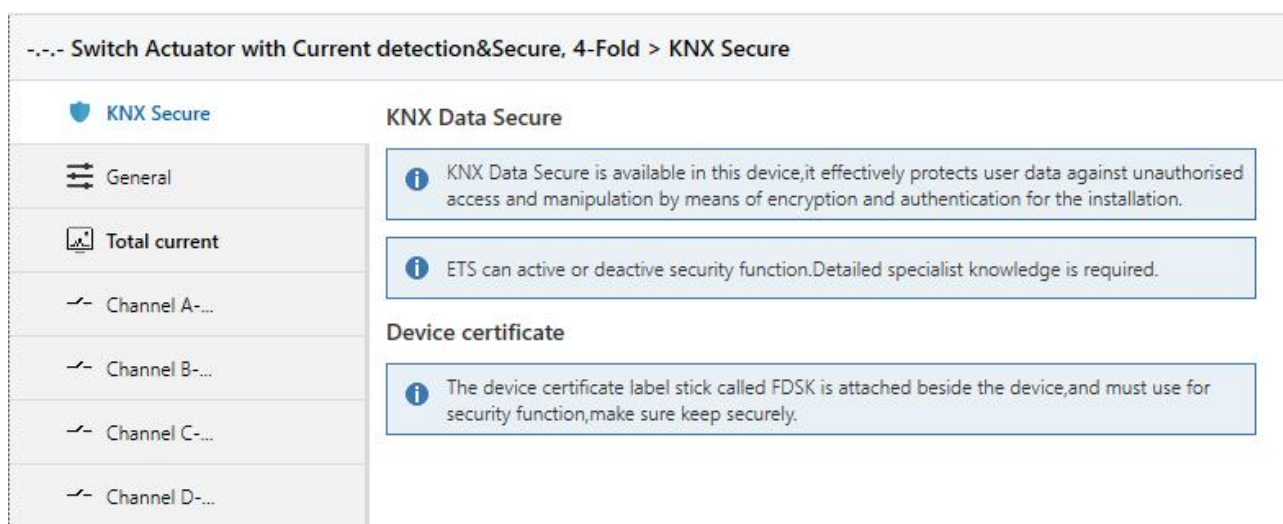 -.-.- Switch Actuator with Current detection&Secure, 4-Fold > KNX Secure
KNX Secure
General
Total current
Channel A-...
Channel B-...
Channel C-...
Channel D-...
KNX Data Secure
KNX Data Secure is available in this device,it effectively protects user data against unauthorised
access and manipulation by means of encryption and authentication for the installation.
ETS can active or deactive security function.Detailed specialist knowledge is required.
Device certificate
The device certificate label stick called FDSK is attached beside the device,and must use for
security function,make sure keep securely.